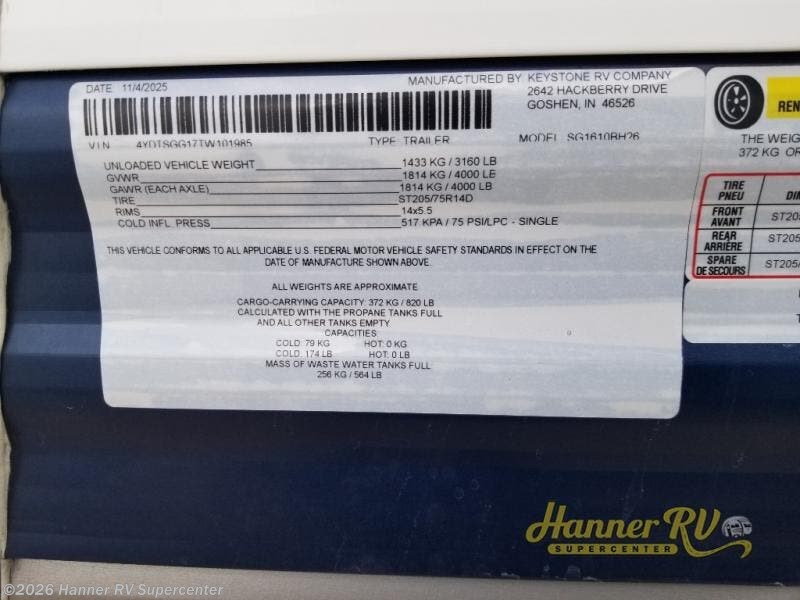 DATE: 11/4/2025
MANUFACTURED BY KEYSTONE RV COMPANY
2642 HACKBERRY DRIVE
GOSHEN, IN 46526
VIN 4YDTSGG17TW101985 TYPE TRAILER MODEL SG1610BH26
UNLOADED VEHICLE WEIGHT 1433 KG / 3160 LB
GVWR 1814 KG / 4000 LB
GAWR (EACH AXLE) 1814 KG / 4000 LB
TIRE ST205/75R14D
RIMS 14x5.5
COLD INFL PRESS 517 KPA / 75 PSI/LPC - SINGLE
THIS VEHICLE CONFORMS TO ALL APPLICABLE U.S. FEDERAL MOTOR VEHICLE SAFETY STANDARDS IN EFFECT ON THE
DATE OF MANUFACTURE SHOWN ABOVE.
ALL WEIGHTS ARE APPROXIMATE
CARGO-CARRYING CAPACITY: 372 KG / 820 LB
CALCULATED WITH THE PROPANE TANKS FULL
AND ALL OTHER TANKS EMPTY
CAPACITIES
COLD: 79 KG HOT: 0 KG
COLD: 174 LB HOT: 0 LB
MASS OF WASTE WATER TANKS FULL
256 KG / 564 LB
REN
THE WEIG
372 KG OR
TIRE
PNEU
DI
FRONT
AVANT
ST205
REAR
ARRIÈRE
ST205/
SPARE
DE SECOURS
ST205/
Hanner RV
SUPERCENTER
©2026 Hanner RV Supercenter